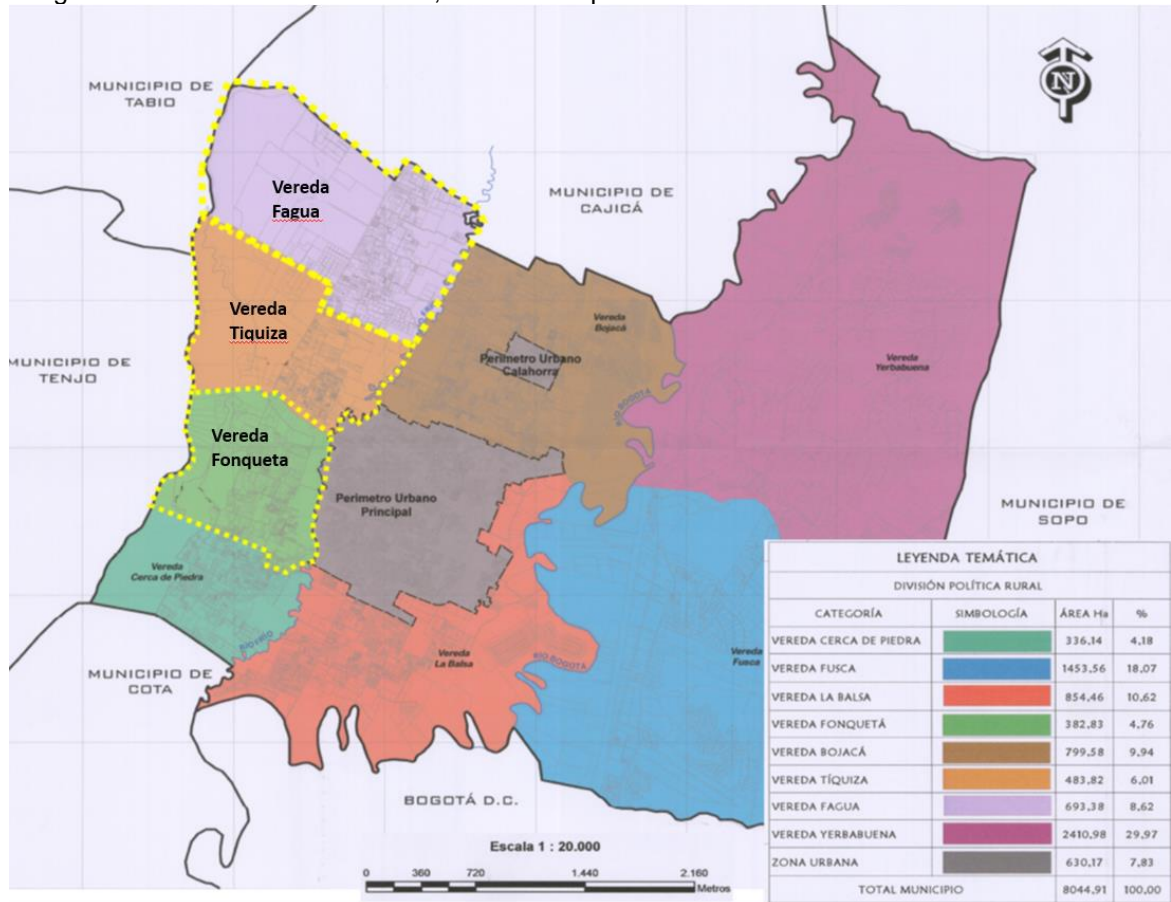 MUNICIPIO DE
TABIO
N
Vereda
Fagua
MUNICIPIO DE
CAJICÁ
Vereda
Tiquiza
Vereda
Bojacá
Perimetro Urbano
Calahorra
Vereda
Yerbabuena
MUNICIPIO DE
TENJO
RIO BOGOTÁ
Vereda
Fonqueta
Perimetro Urbano
Principal
MUNICIPIO DE
SOPO
Vereda
Cerca de Piedra
RIO FRIO
Vereda
La Balsa
RIO BOGOTÁ
Vereda
Fusca
MUNICIPIO DE
COTA
BOGOTÁ D.C.
Escala 1 : 20.000
0 360 720 1.440 2.160
Metros
LEYENDA TEMÁTICA
DIVISIÓN POLÍTICA RURAL
CATEGORÍA SIMBOLOGÍA ÁREA Ha %
VEREDA CERCA DE PIEDRA 336,14 4,18
VEREDA FUSCA 1453,56 18,07
VEREDA LA BALSA 854,46 10,62
VEREDA FONQUETÁ 382,83 4,76
VEREDA BOJACÁ 799,58 9,94
VEREDA TÍQUIZA 483,82 6,01
VEREDA FAGUA 693,38 8,62
VEREDA YERBABUENA 2410,98 29,97
ZONA URBANA 630,17 7,83
TOTAL MUNICIPIO 8044,91 100,00